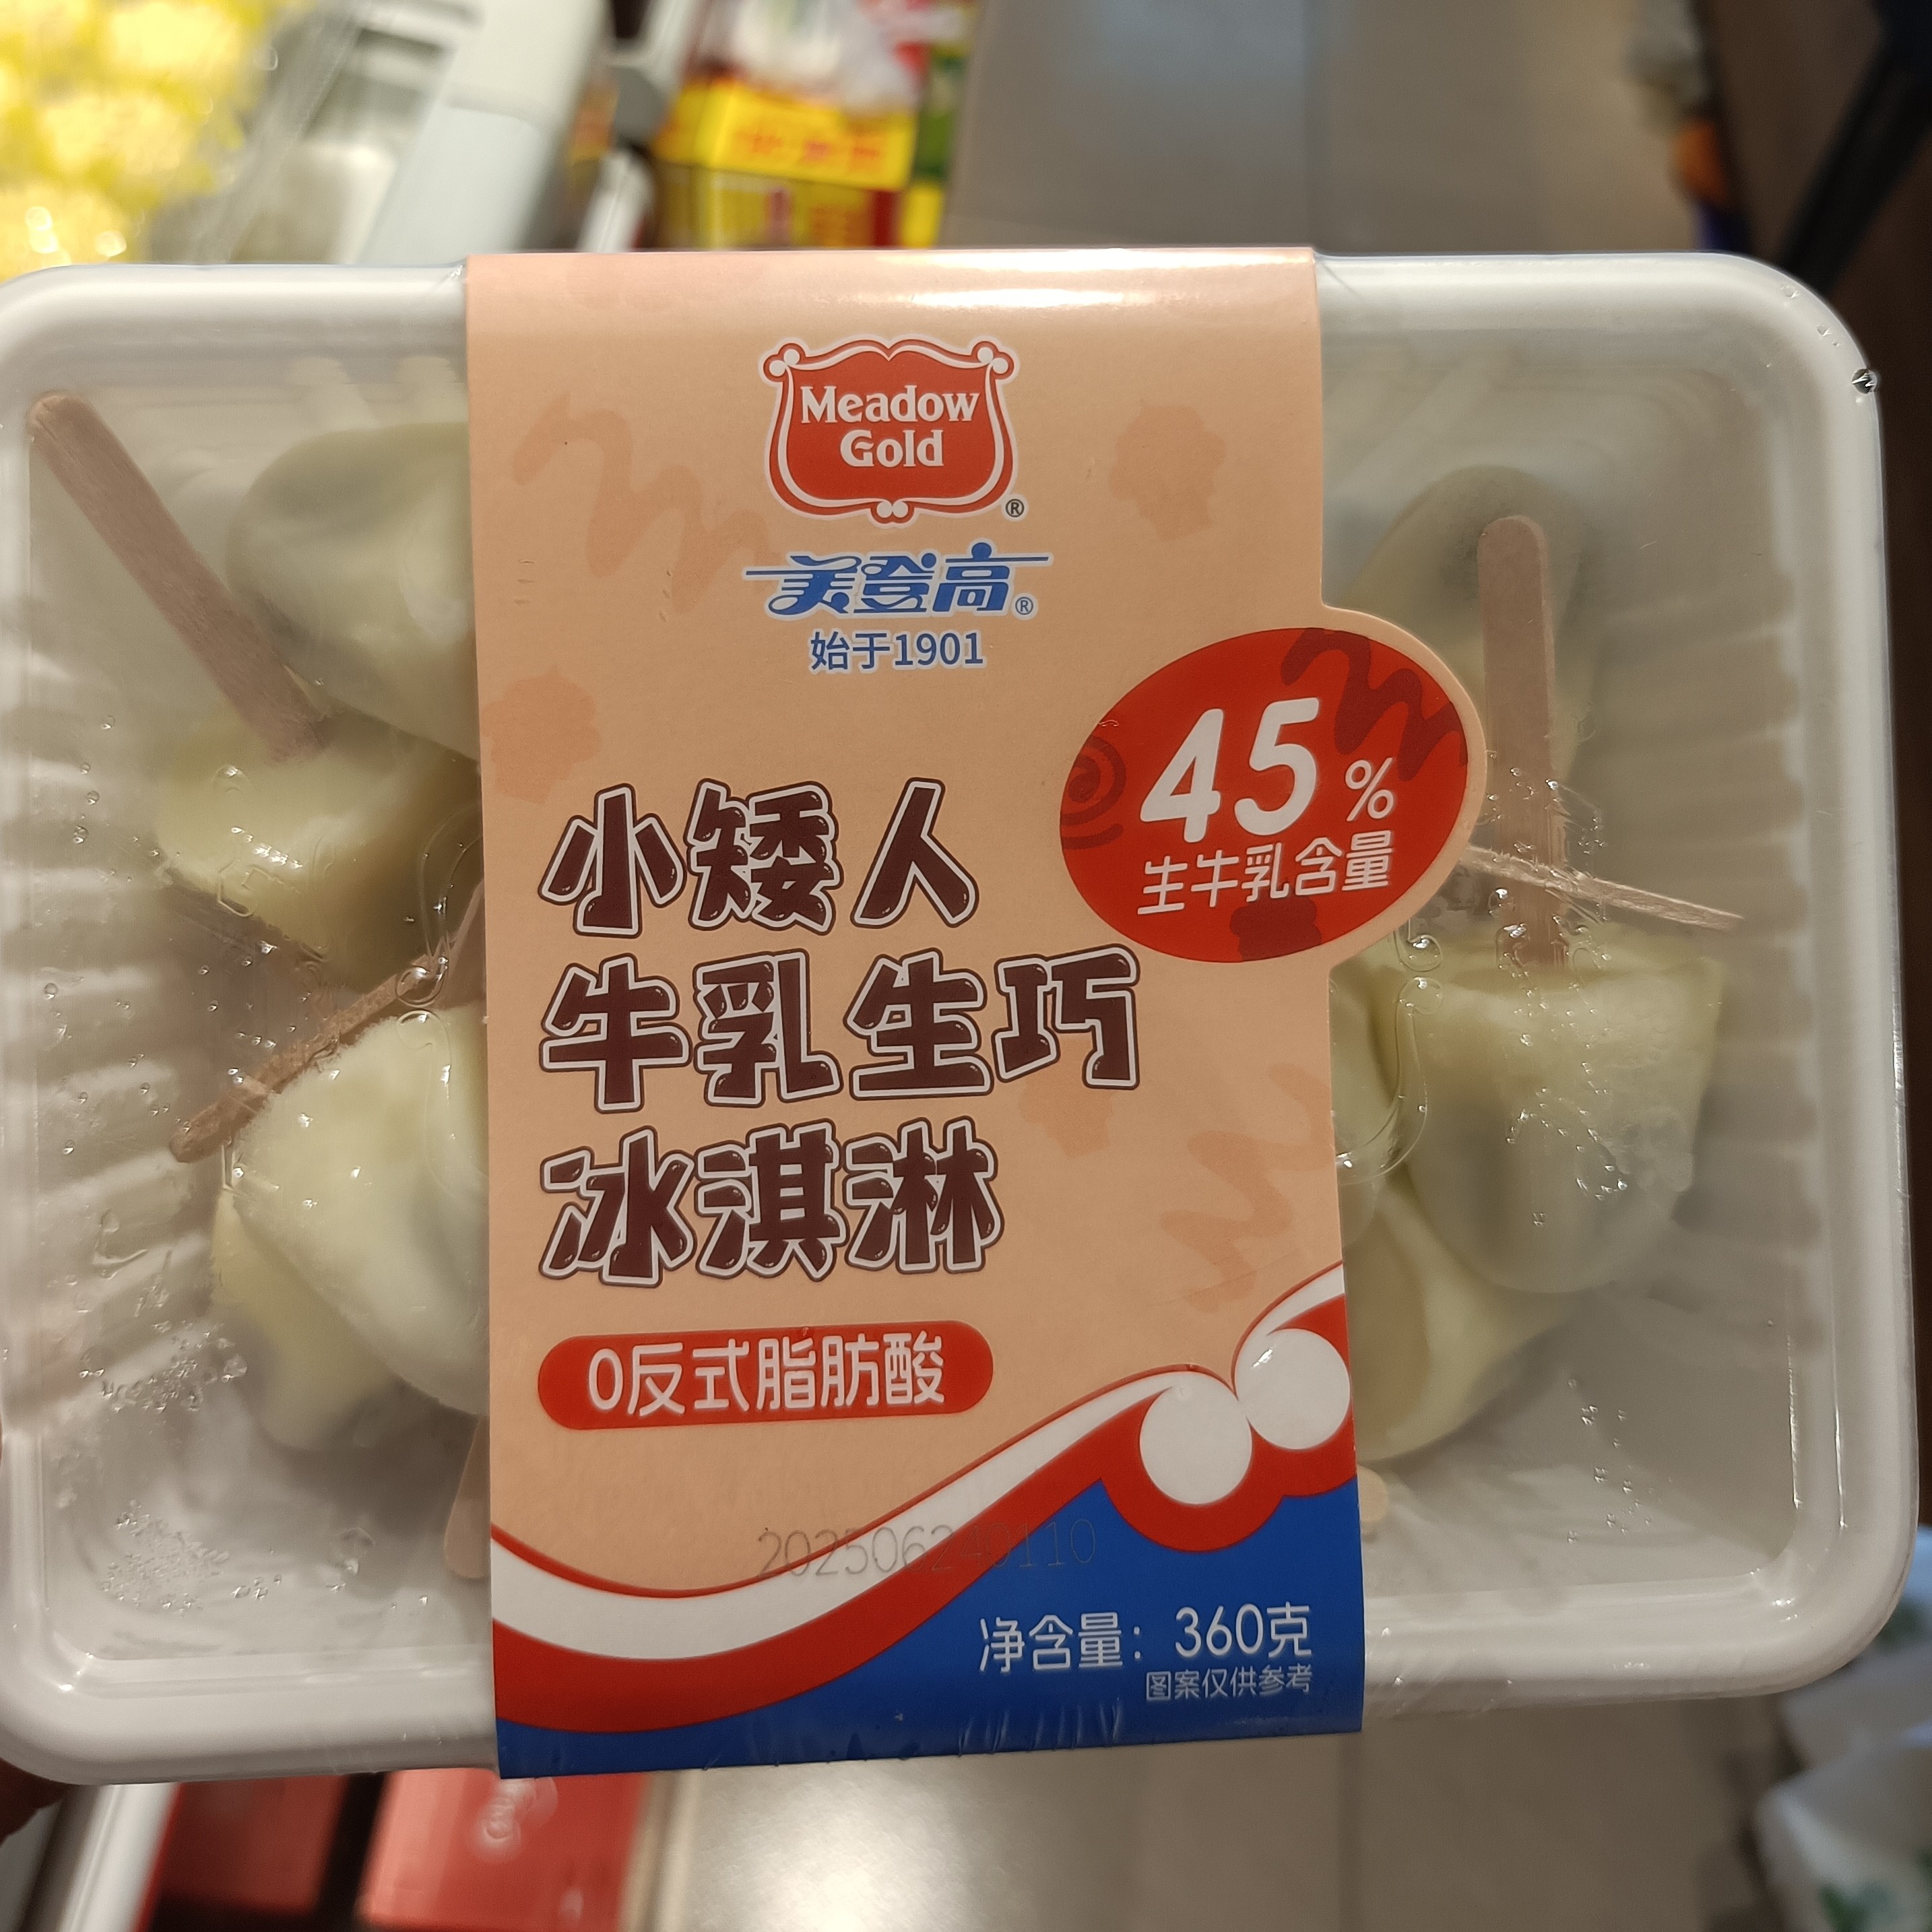 Meadow
Gold
®
美登高®
始于1901
45%
生牛乳含量
小矮人
牛乳生巧
冰淇淋
0反式脂肪酸
202506240110
净含量：360克
图案仅供参考